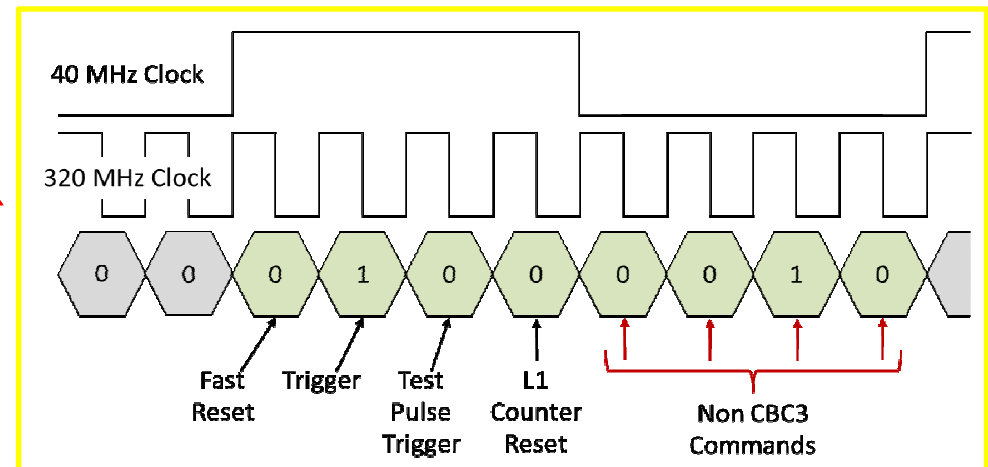 40 MHz Clock
320 MHz Clock
0 0 0 1 0 0 0 0 1 0
Fast Trigger Test L1 Non CBC3
Reset Pulse Counter Commands
Trigger Reset